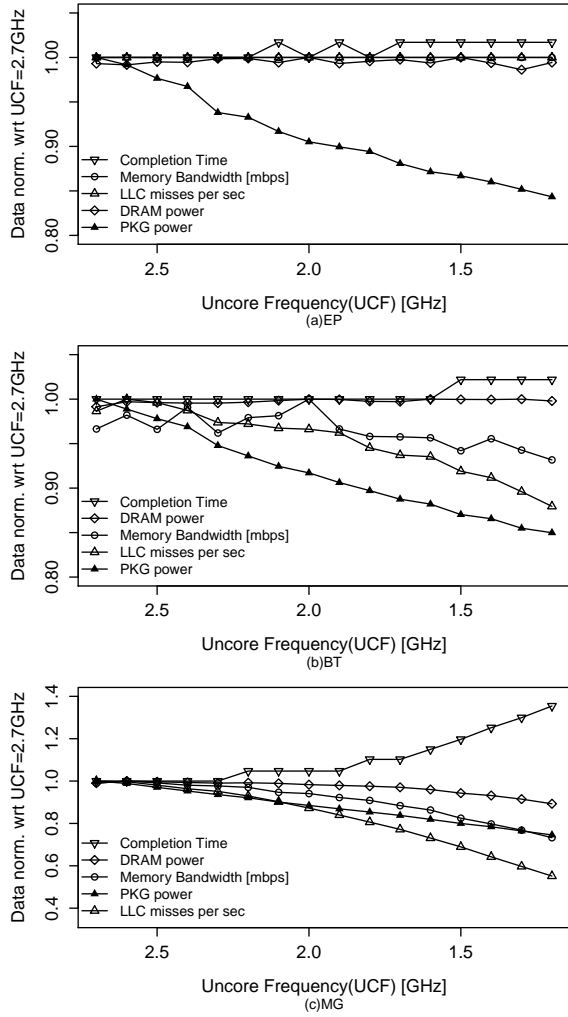 Data norm. wrt UCF=2.7GHz
1.00
0.90
0.80
Completion Time
Memory Bandwidth [mbps]
LLC misses per sec
DRAM power
PKG power
2.5
2.0
1.5
Uncore Frequency(UCF) [GHz]
(a)EP
Data norm. wrt UCF=2.7GHz
1.00
0.90
0.80
Completion Time
DRAM power
Memory Bandwidth [mbps]
LLC misses per sec
PKG power
2.5
2.0
1.5
Uncore Frequency(UCF) [GHz]
(b)BT
Data norm. wrt UCF=2.7GHz
1.4
1.2
1.0
0.8
0.6
0.4
Completion Time
DRAM power
Memory Bandwidth [mbps]
PKG power
LLC misses per sec
2.5
2.0
1.5
Uncore Frequency(UCF) [GHz]
(c)MG